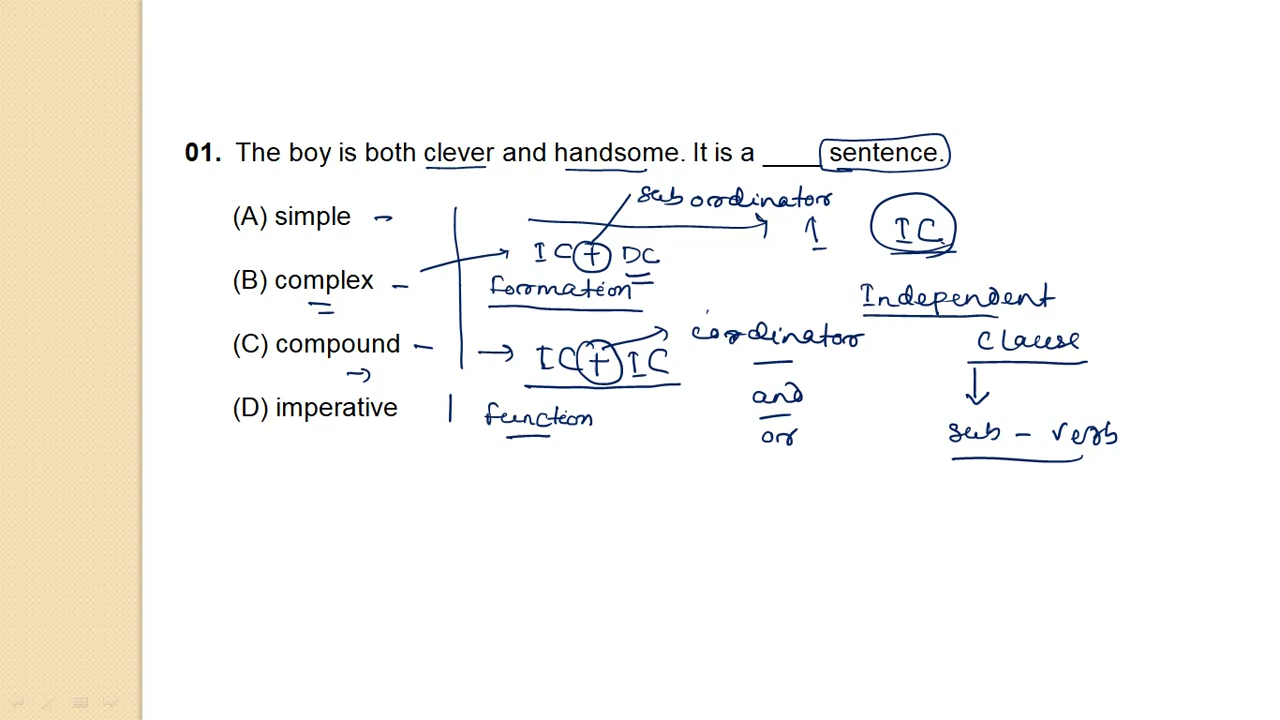 01. The boy is both clever and handsome. It is a ____ sentence.
subordinator
(A) simple -
1 IC
IC + DC
(B) complex -
formation
Independent
coordinator
clause
(C) compound - → IC + IC
and
(D) imperative | function
or
sub - verb